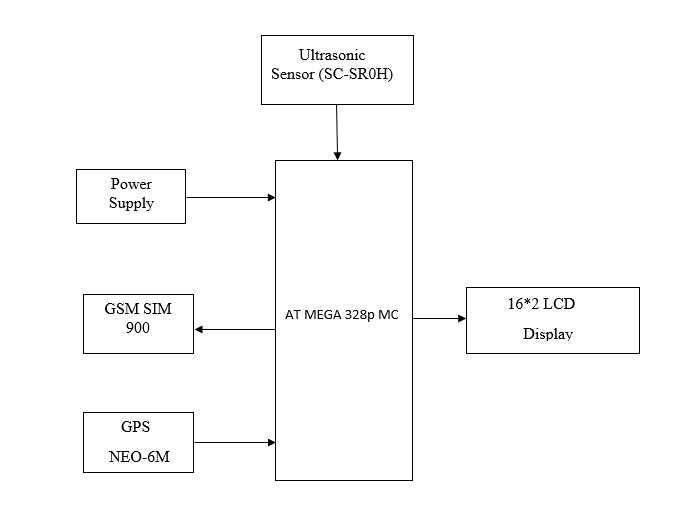 Ultrasonic
Sensor (SC-SR0H)
Power
Supply
GSM SIM
900
AT MEGA 328p MC
16*2 LCD
Display
GPS
NEO-6M